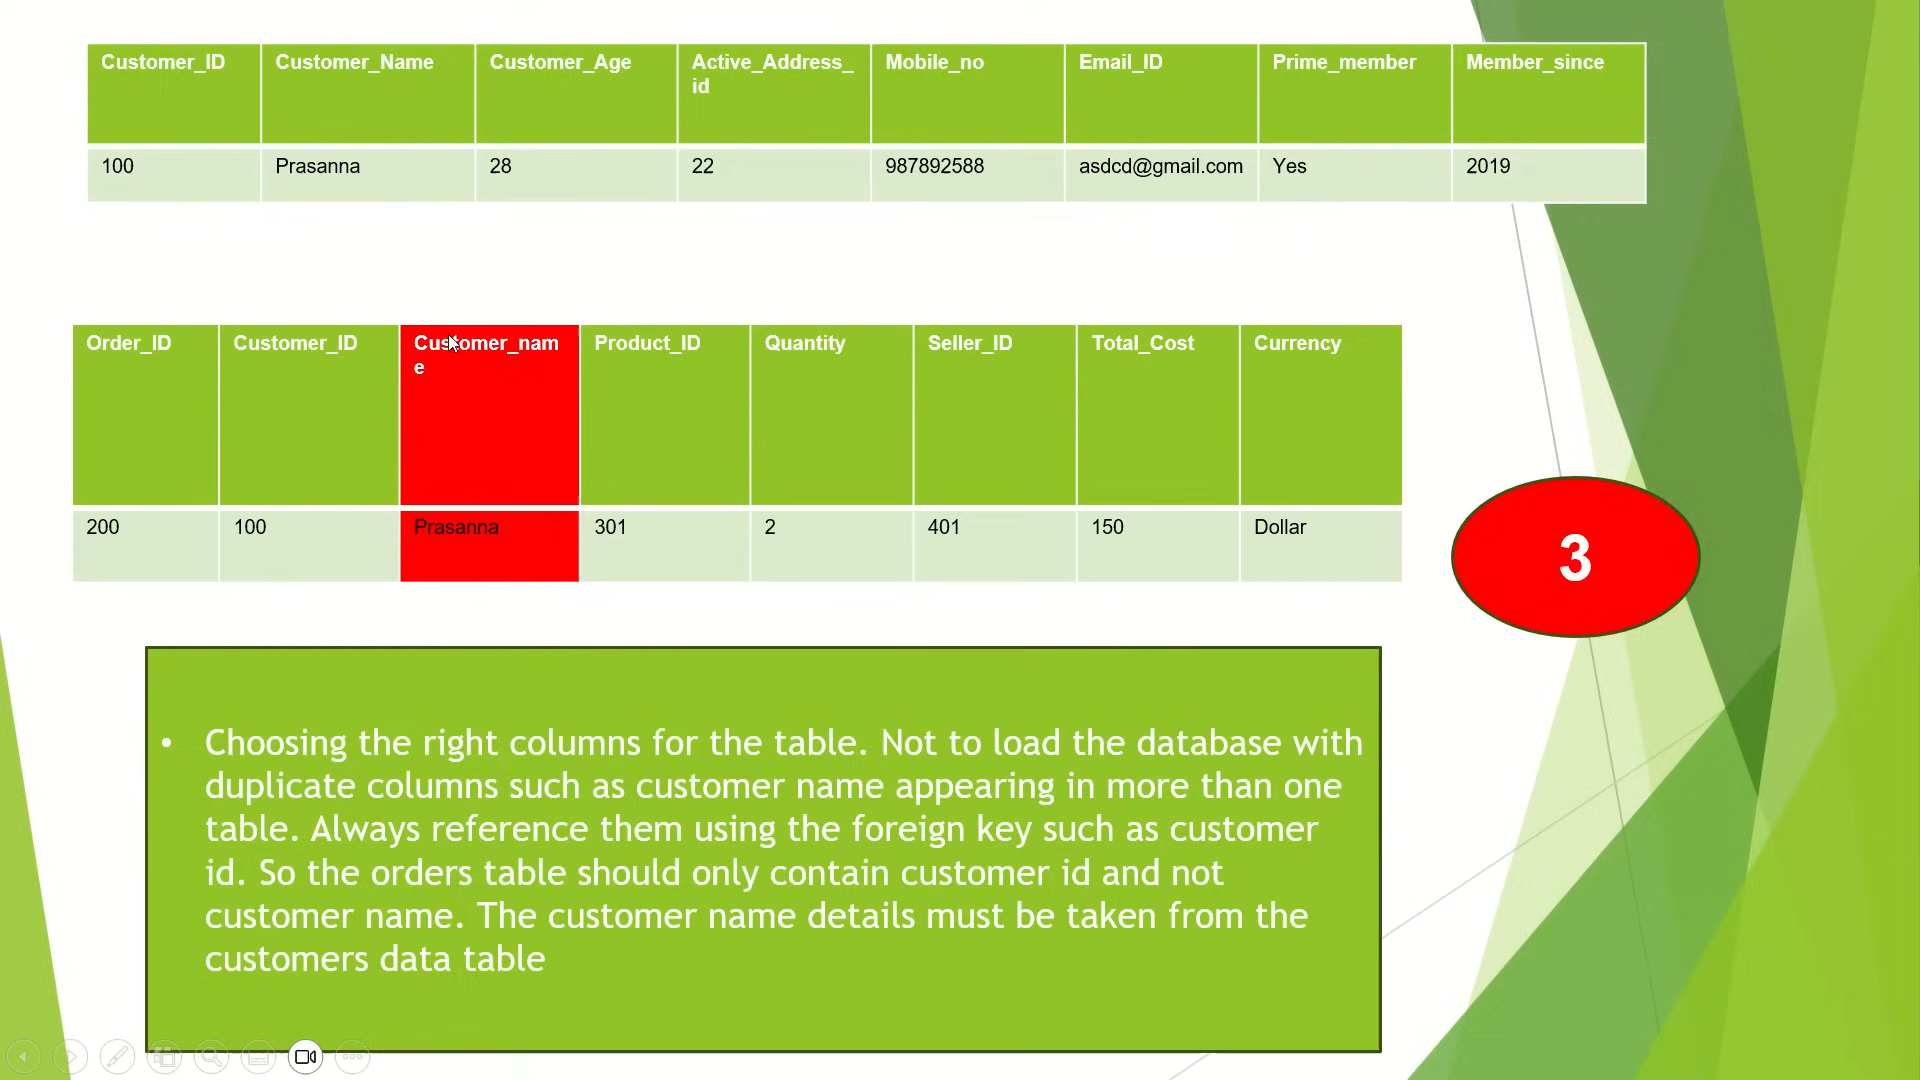 Customer_ID Customer_Name Customer_Age Active_Address_ Mobile_no Email_ID Prime_member Member_since
id
100 Prasanna 28 22 987892588 asdcd@gmail.com Yes 2019
Order_ID Customer_ID Customer_nam Product_ID Quantity Seller_ID Total_Cost Currency
e
200 100 Prasanna 301 2 401 150 Dollar
3
• Choosing the right columns for the table. Not to load the database with
duplicate columns such as customer name appearing in more than one
table. Always reference them using the foreign key such as customer
id. So the orders table should only contain customer id and not
customer name. The customer name details must be taken from the
customers data table